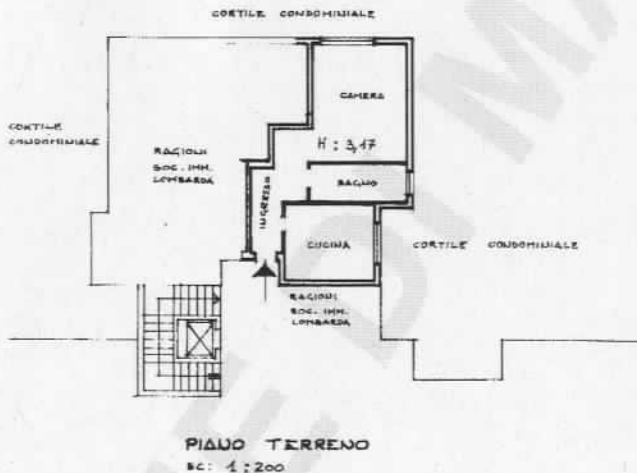 CORTILE CONDOMINIALE
CAMERA
CORTILE
CONDOMINIALE
H: 3,17
RAGIONI
SOC. IMM.
LOMBARDA
BAGNO
INGRESSO
CUCINA
CORTILE CONDOMINIALE
RAGIONI
SOC. IMM.
LOMBARDA
PIANO TERRENO
SC: 1:200